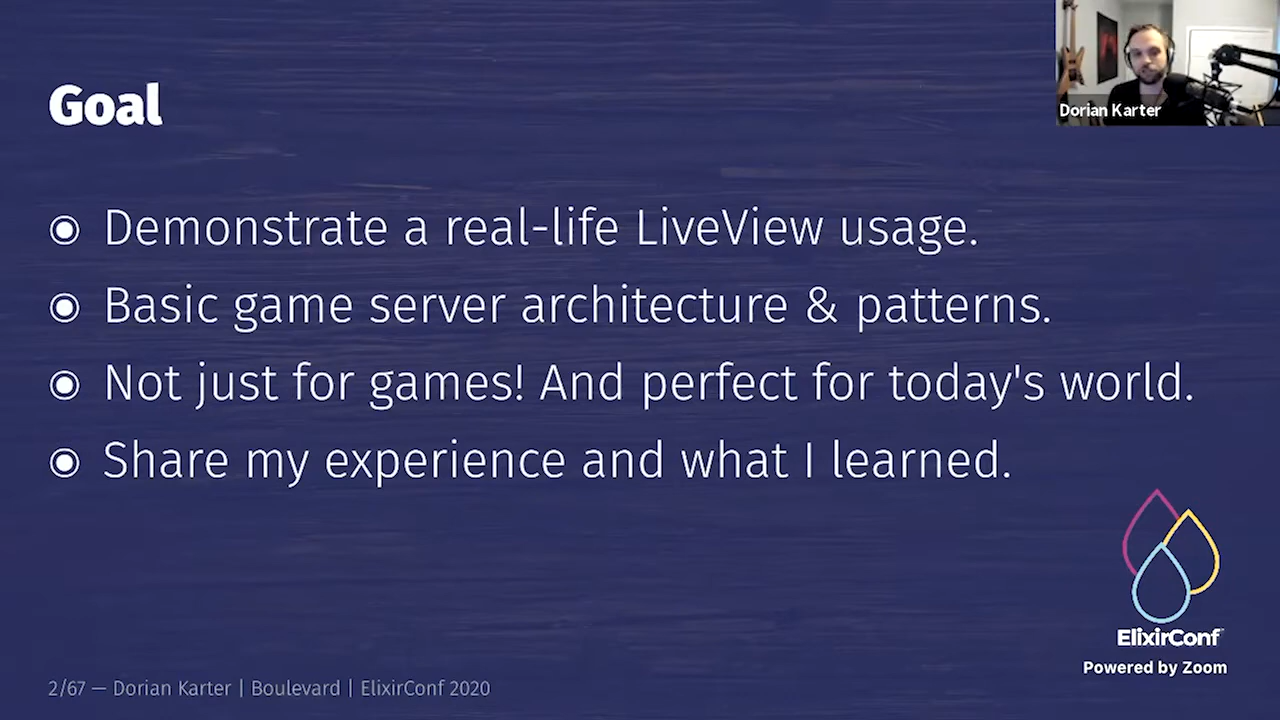 Goal
Dorian Karter
Demonstrate a real-life LiveView usage.
Basic game server architecture & patterns.
Not just for games! And perfect for today's world.
Share my experience and what I learned.
ElixirConf
Powered by Zoom
2/67 — Dorian Karter | Boulevard | ElixirConf 2020